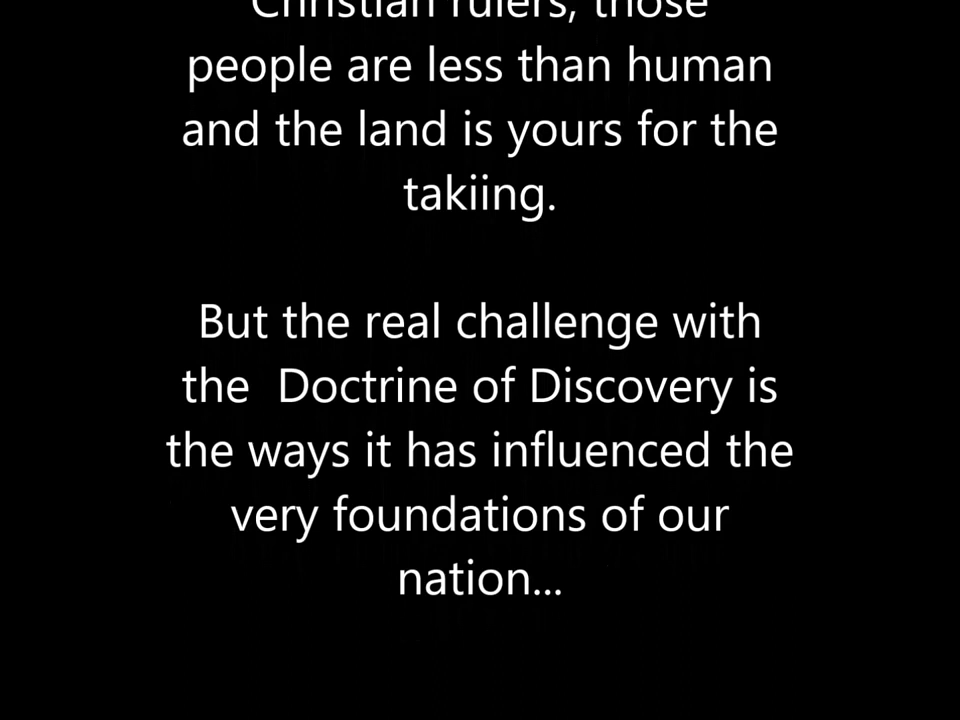 Christian rulers, those
people are less than human
and the land is yours for the
takiing.
But the real challenge with
the  Doctrine of Discovery is
the ways it has influenced the
very foundations of our
nation...